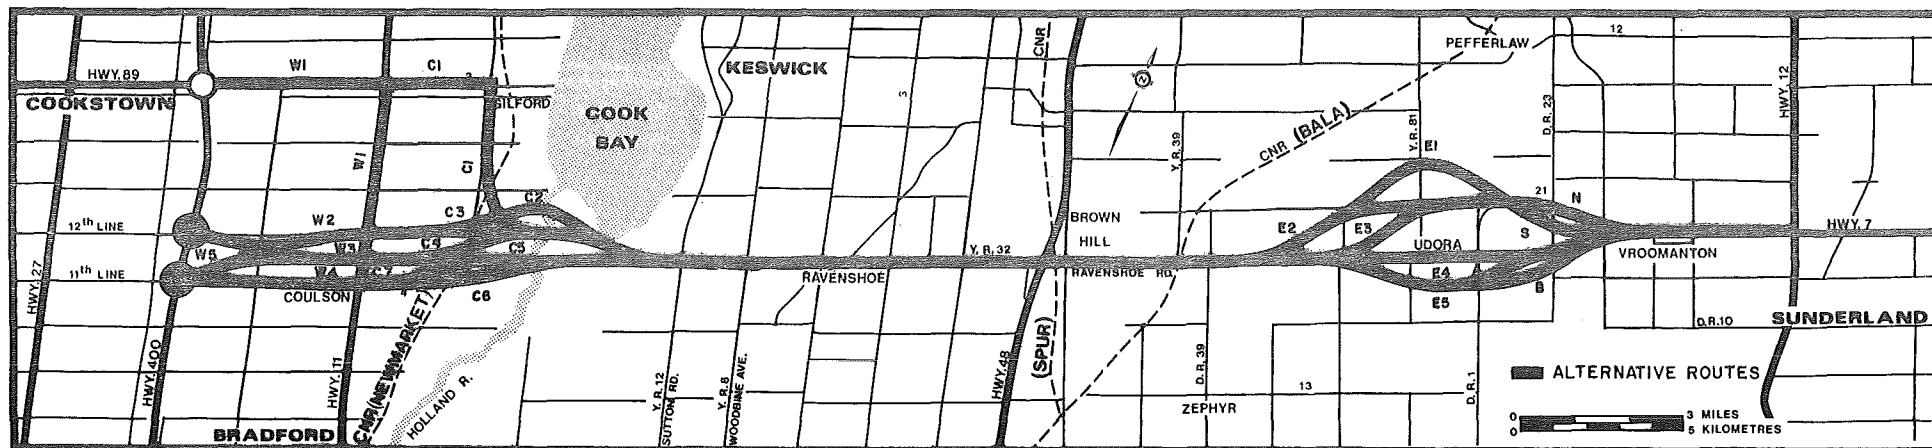 HWY. 89
W1
C1
COOKSTOWN
GILFORD
COOK
BAY
KESWICK
3
CNR
12
PEFFERLAW
HWY. 12
D.R. 23
Y.R. 81
Y.R. 39
CNR (BALA)
E1
W1
C1
C2
C3
W2
12th LINE
W3
C4
C5
W5
11th LINE
W4
C7
COULSON
C6
HWY. 27
BROWN
HILL
Y.R. 32
RAVENSHOE
RAVENSHOE RD.
E2
E3
21
N
S
UDORA
E4
E5
B
HWY. 7
VROOMANTON
D.R. 10
SUNDERLAND
HWY. 400
HWY. 11
CNR (NEWMARKET)
HOLLAND R.
BRADFORD
Y.R. 12
SUTTON RD.
Y.R. 8
WOODBINE AVE.
HWY. 48
(SPUR)
D.R. 39
ZEPHYR
13
D.R. 1
ALTERNATIVE ROUTES
0 3 MILES
0 5 KILOMETRES